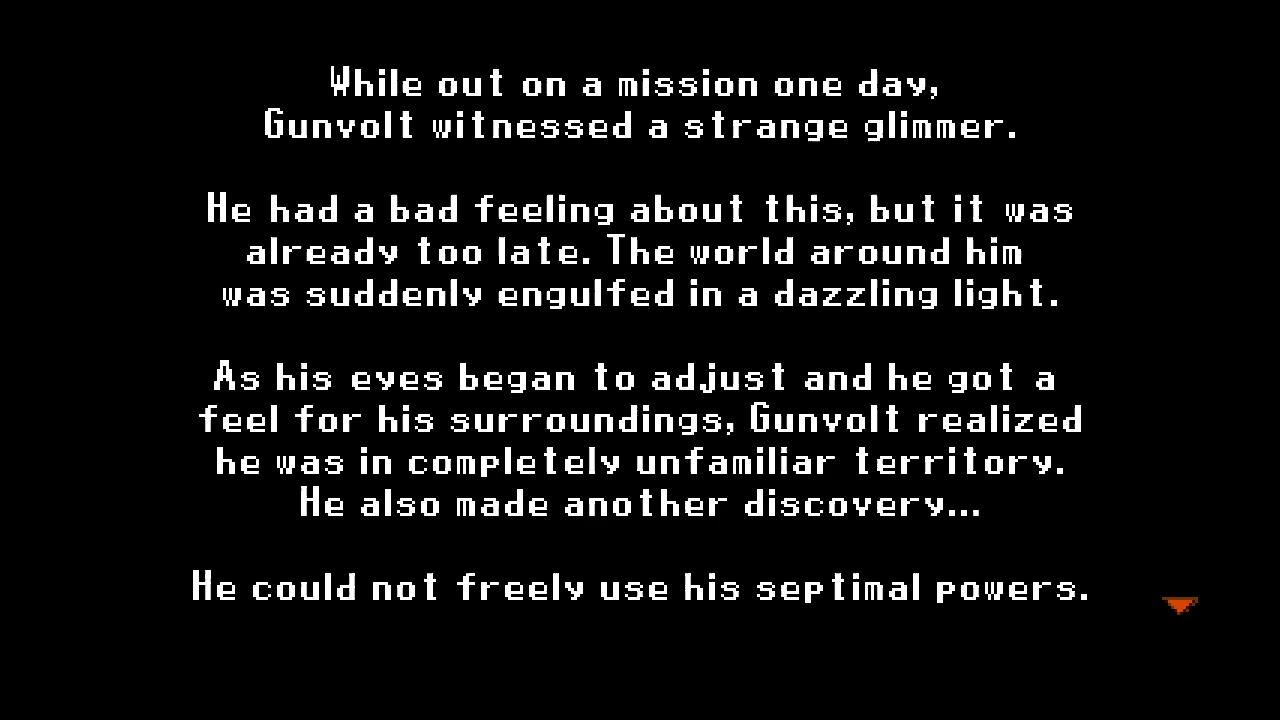 While out on a mission one day,
Gunvolt witnessed a strange glimmer.
He had a bad feeling about this, but it was
already too late. The world around him
was suddenly engulfed in a dazzling light.
As his eyes began to adjust and he got a
feel for his surroundings, Gunvolt realized
he was in completely unfamiliar territory.
He also made another discovery...
He could not freely use his septimal powers.